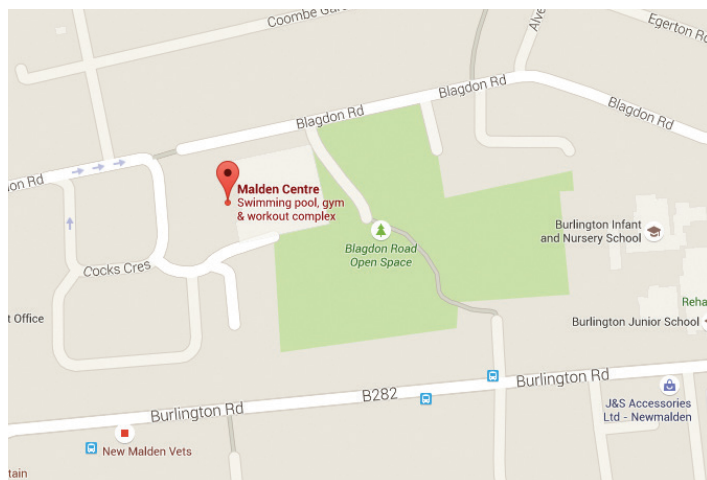 Coombe Gar
Alve
Egerton Rd
Blagdon Rd
Blagdon Rd
Blagdon Rd
on Rd
Malden Centre
Swimming pool, gym
& workout complex
Blagdon Road
Open Space
Burlington Infant
and Nursery School
Cocks Cres
Reha
t Office
Burlington Junior School
B282
Burlington Rd
Burlington Rd
J&S Accessories
Ltd - Newmalden
New Malden Vets
tain